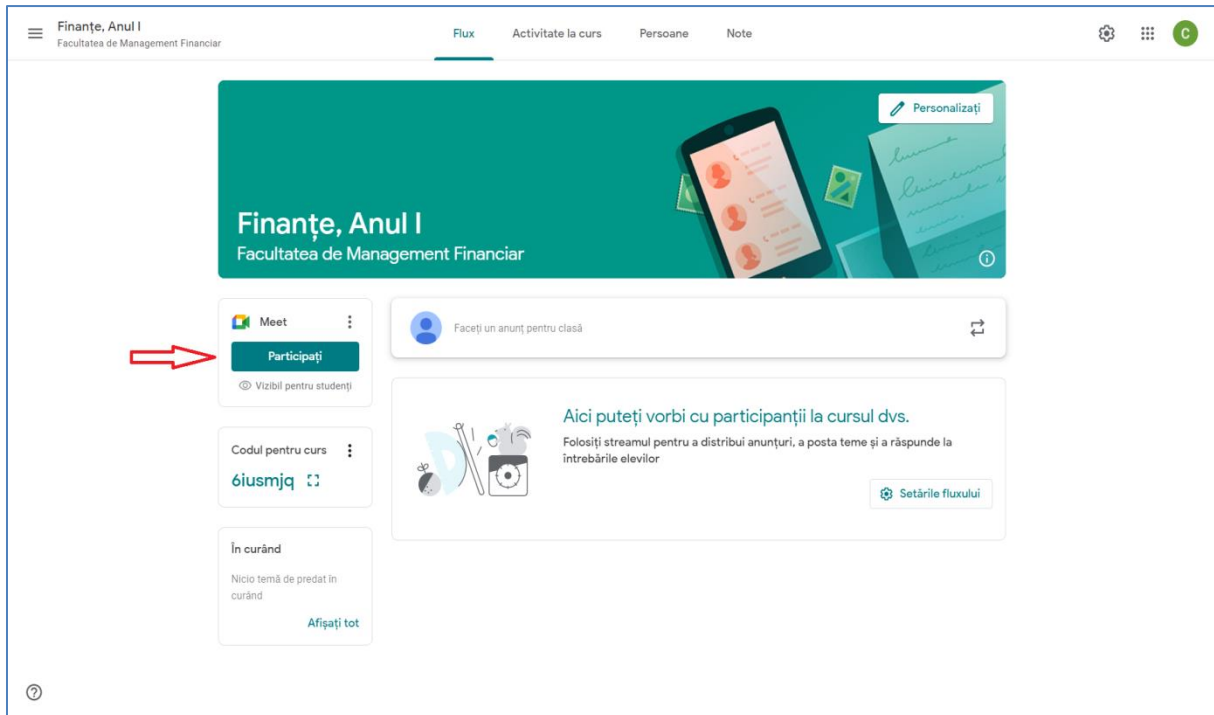 Finanțe, Anul I
Facultatea de Management Financiar
Flux
Activitate la curs
Persoane
Note
C
Personalizați
Finanțe, Anul I
Facultatea de Management Financiar
Meet
Participați
Vizibil pentru studenți
Faceți un anunț pentru clasă
Codul pentru curs
6iusmjq
Aici puteți vorbi cu participanții la cursul dvs.
Folosiți streamul pentru a distribui anunțuri, a posta teme și a răspunde la
întrebările elevilor
Setările fluxului
În curând
Nicio temă de predat în
curând
Afișați tot